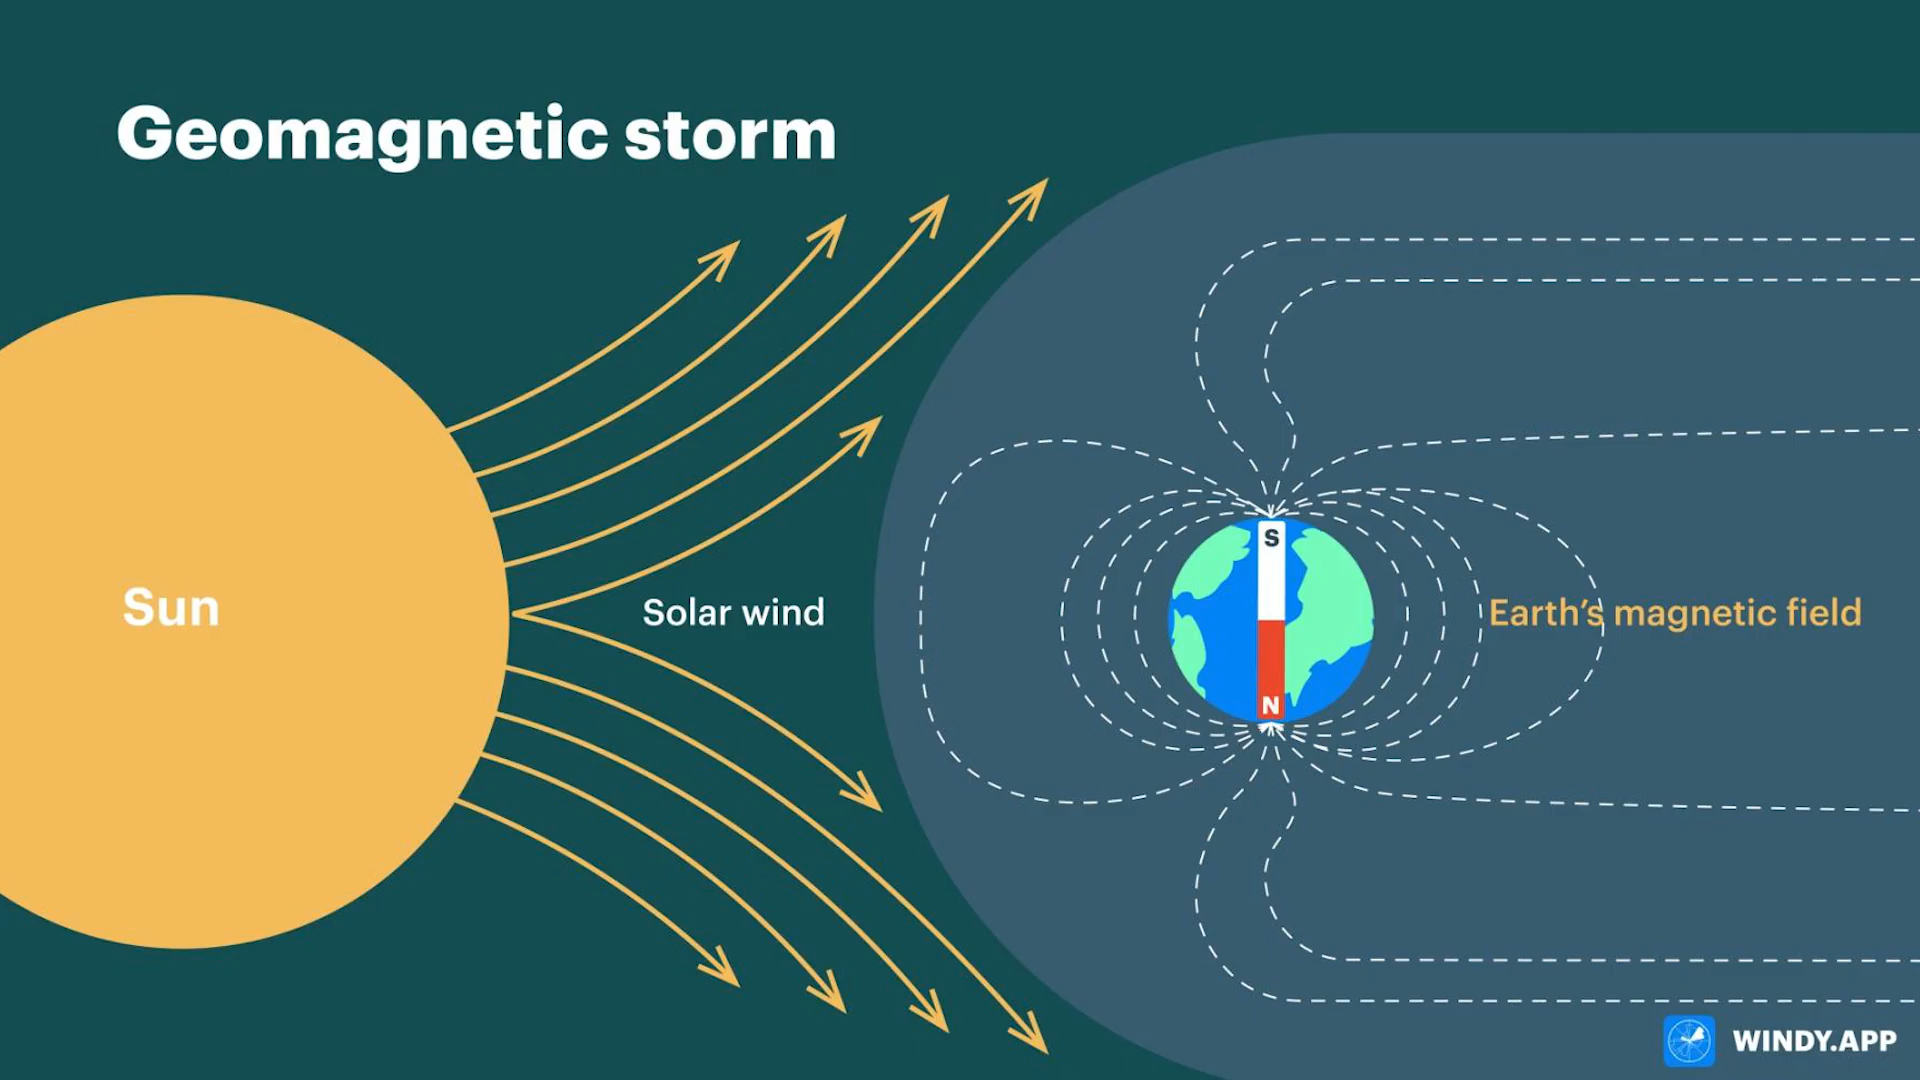 Geomagnetic storm
Sun
Solar wind
S
N
Earth’s magnetic field
WINDY.APP